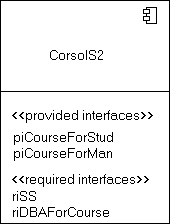 CorsoIS2
<<provided interfaces>>
piCourseForStud
piCourseForMan
<<required interfaces>>
riSS
riDBAForCourse